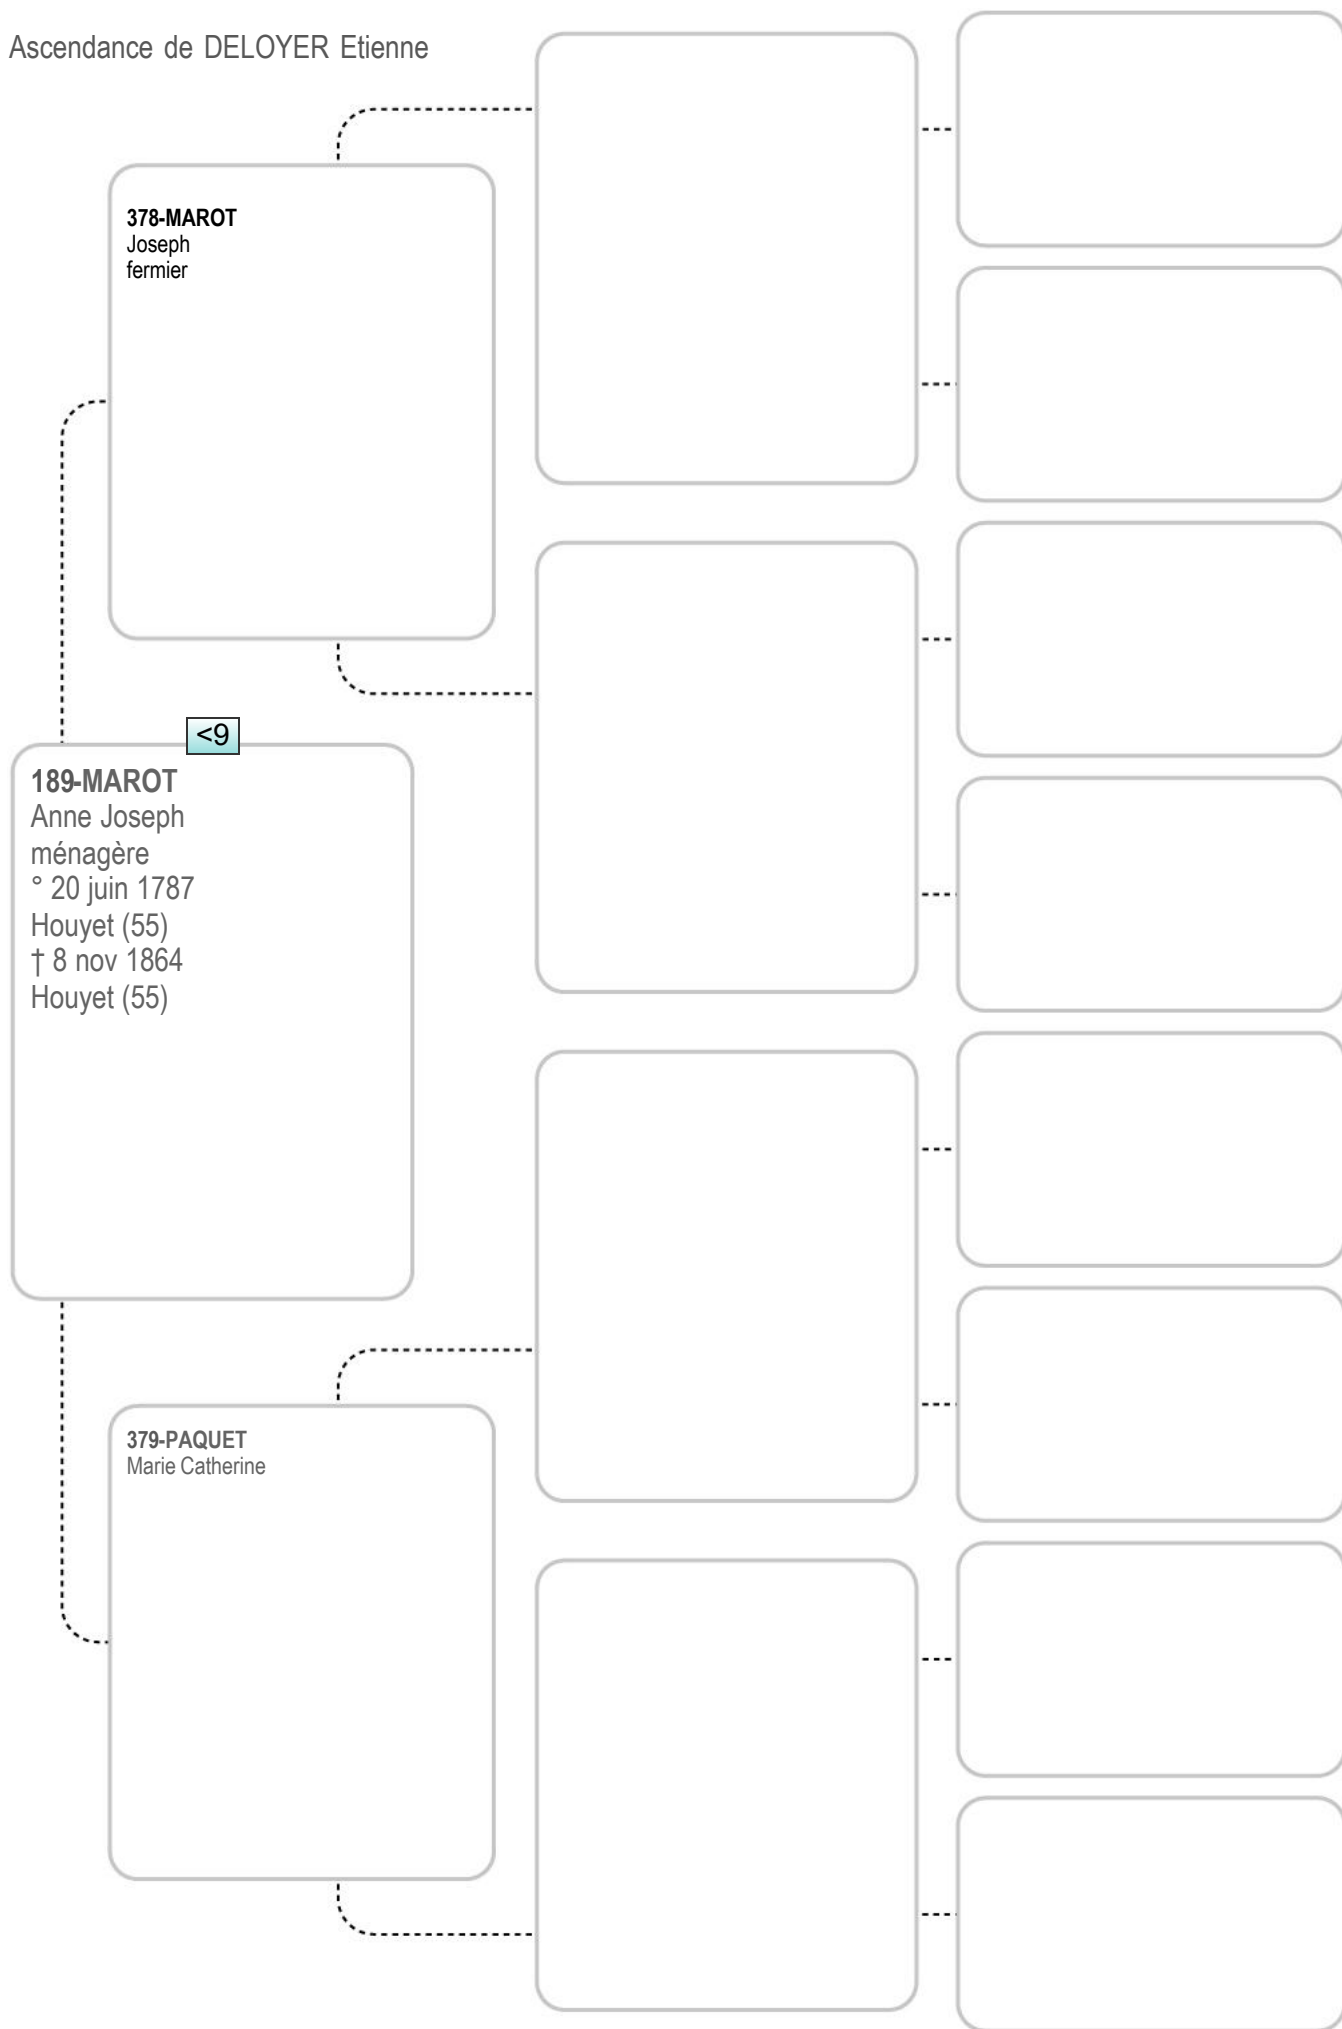 Ascendance de DELOYER Etienne
378-MAROT
Joseph
fermier
<9
189-MAROT
Anne Joseph
ménagère
° 20 juin 1787
Houyet (55)
† 8 nov 1864
Houyet (55)
379-PAQUET
Marie Catherine